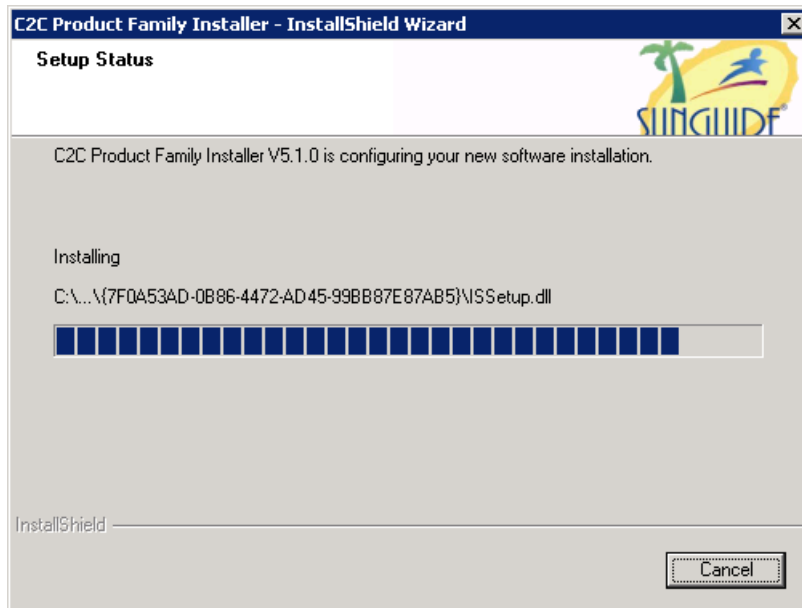 C2C Product Family Installer - InstallShield Wizard
Setup Status
SUNGUIDE®
C2C Product Family Installer V5.1.0 is configuring your new software installation.
Installing
C:\...\{7F0A53AD-0B86-4472-AD45-99BB87E87AB5}\ISSetup.dll
InstallShield
Cancel